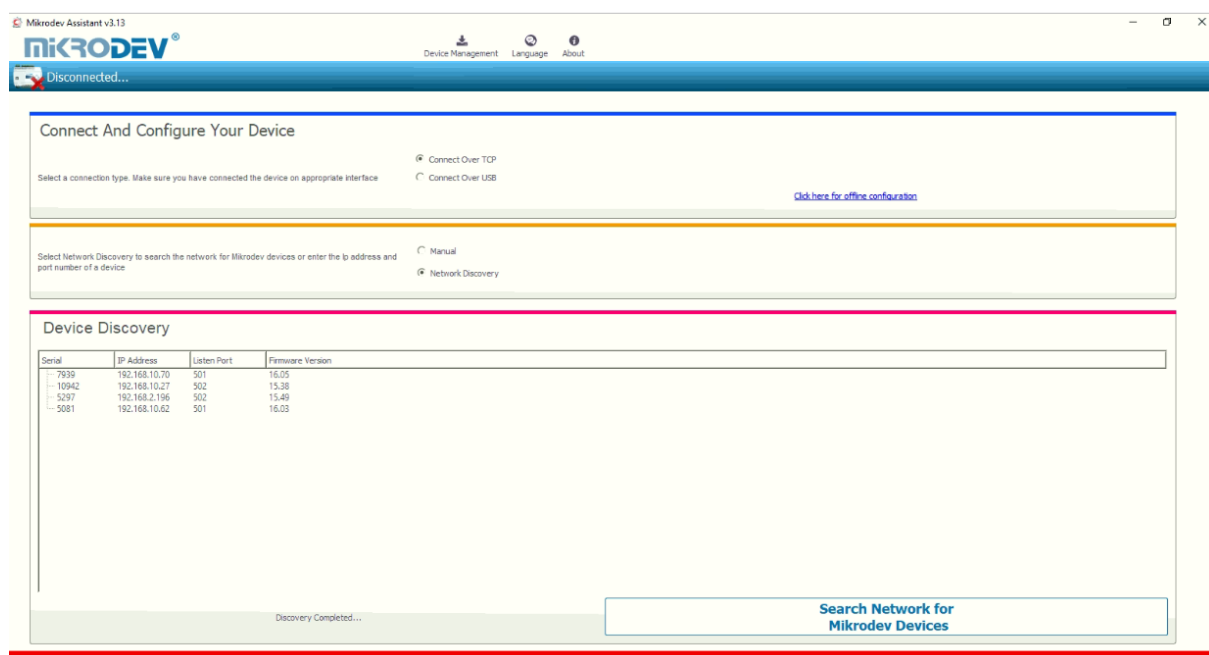 Mikrodev Assistant v3.13
MiKRODEV®
Device Management Language About
Disconnected...
Connect And Configure Your Device
Connect Over TCP
Select a connection type. Make sure you have connected the device on appropriate interface
Connect Over USB
Click here for offline configuration
Manual
Select Network Discovery to search the network for Mikrodev devices or enter the Ip address and
port number of a device
Network Discovery
Device Discovery
Serial IP Address Listen Port Firmware Version
7939 192.168.10.70 501 16.05
10942 192.168.10.27 502 15.38
5297 192.168.2.196 502 15.49
5081 192.168.10.62 501 16.03
Discovery Completed...
Search Network for
Mikrodev Devices